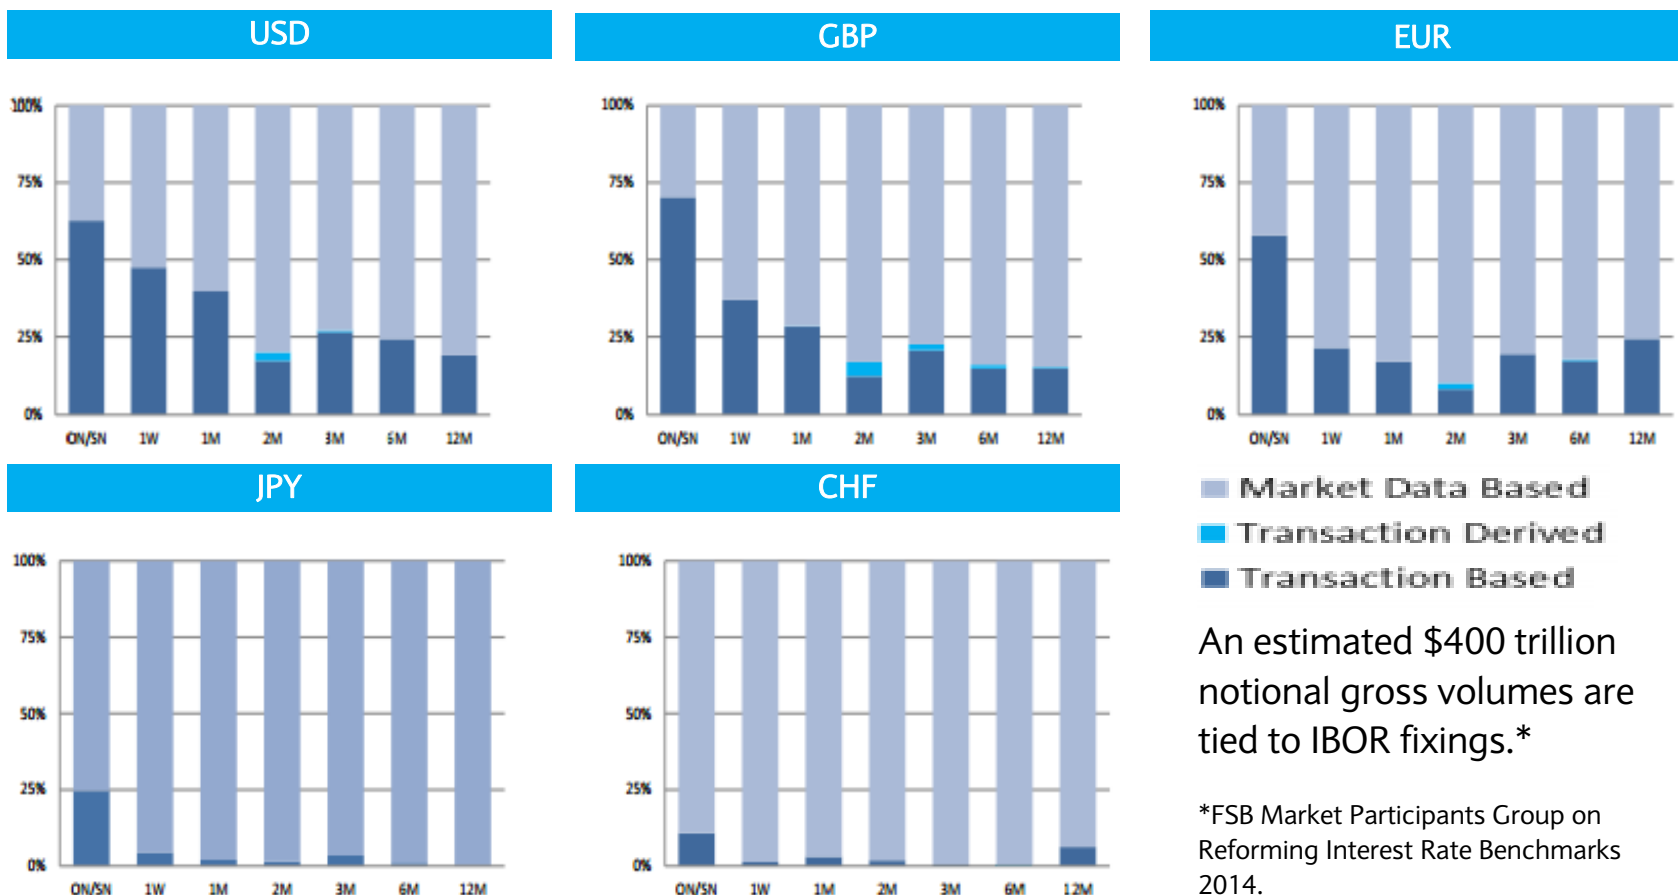 USD
GBP
EUR
100%
75%
50%
25%
0%
ON/SN 1W 1M 2M 3M 6M 12M
100%
75%
50%
25%
0%
ON/SN 1W 1M 2M 3M 6M 12M
100%
75%
50%
25%
0%
ON/SN 1W 1M 2M 3M 6M 12M
JPY
CHF
100%
75%
50%
25%
0%
ON/SN 1W 1M 2M 3M 6M 12M
100%
75%
50%
25%
0%
ON/SN 1W 1M 2M 3M 6M 12M
Market Data Based
Transaction Derived
Transaction Based
An estimated $400 trillion
notional gross volumes are
tied to IBOR fixings.*
*FSB Market Participants Group on
Reforming Interest Rate Benchmarks
2014.